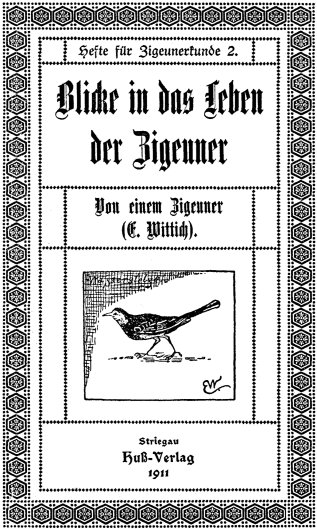 Hefte für Zigeunerkunde 2.
Blicke in das Leben
der Zigeuner
Von einem Zigeuner
(E. Wittich).
EW
Striegau
Huß-Verlag
1911